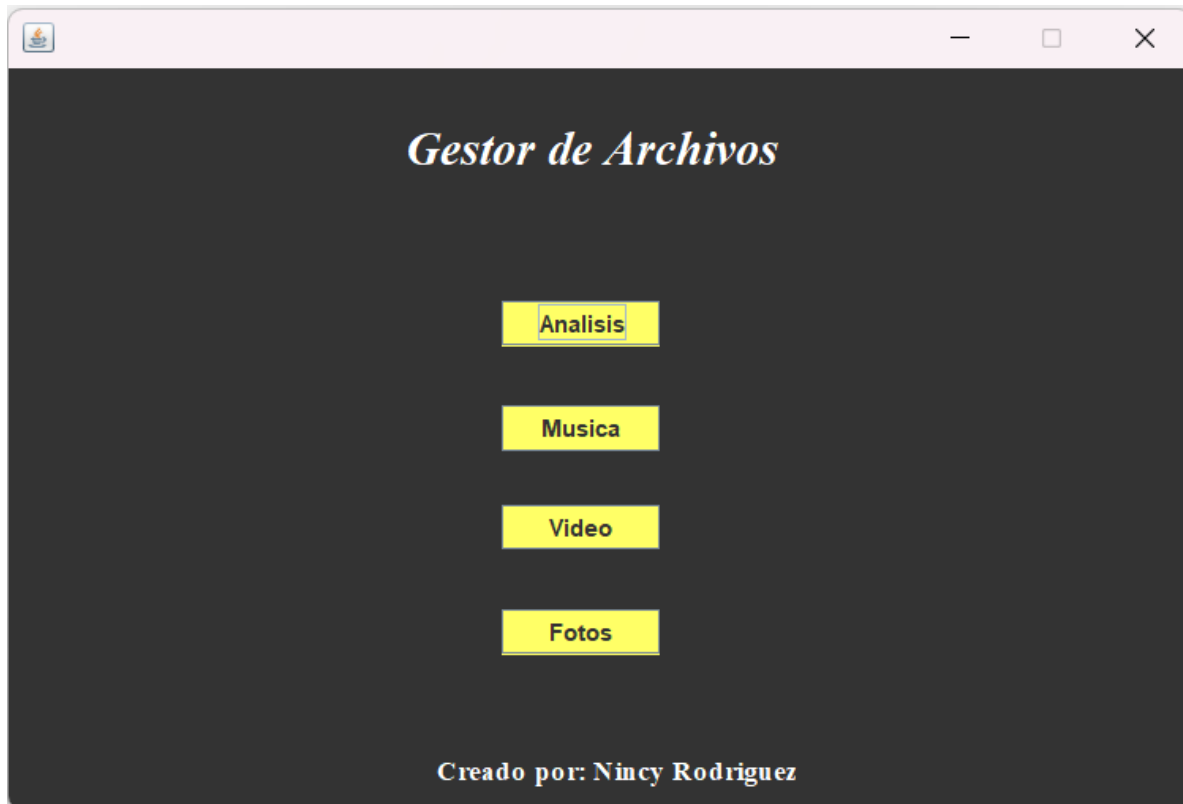 Gestor de Archivos
Analisis
Musica
Video
Fotos
Creado por: Nincy Rodriguez